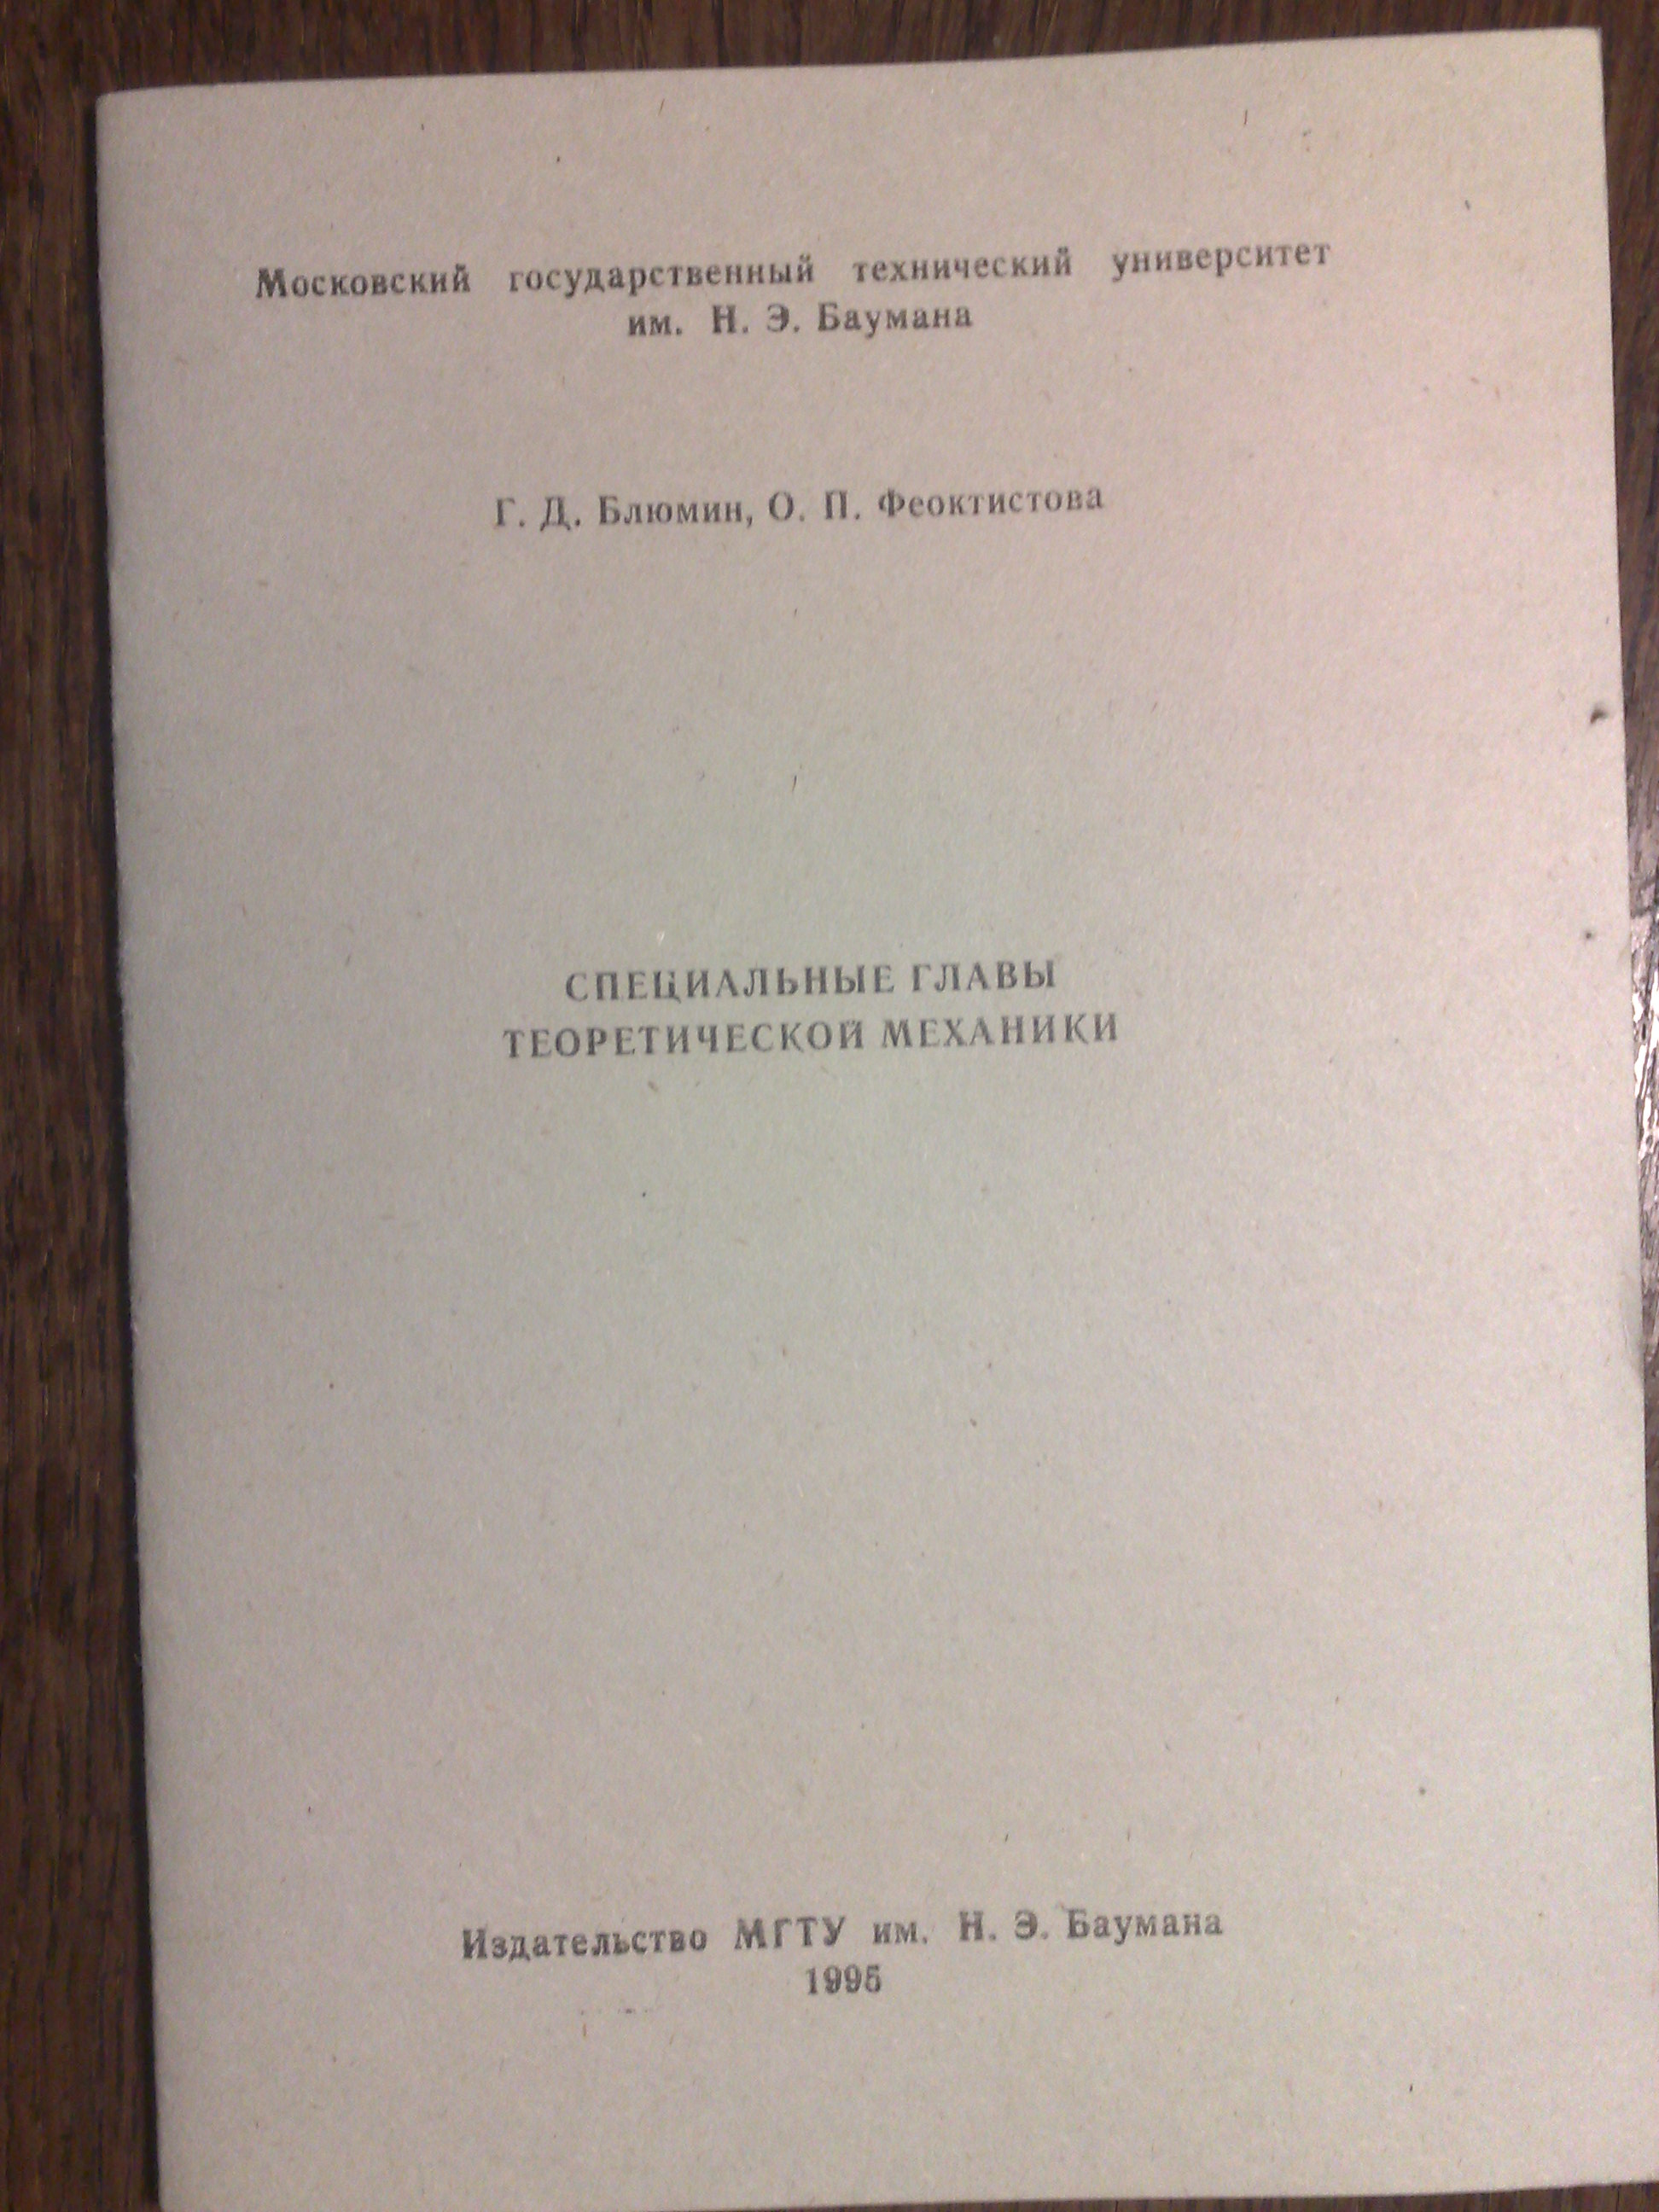 Московский государственный технический университет
им. Н. Э. Баумана
Г. Д. Блюмин, О. П. Феоктистова
СПЕЦИАЛЬНЫЕ ГЛАВЫ
ТЕОРЕТИЧЕСКОЙ МЕХАНИКИ
Издательство МГТУ им. Н. Э. Баумана
1995